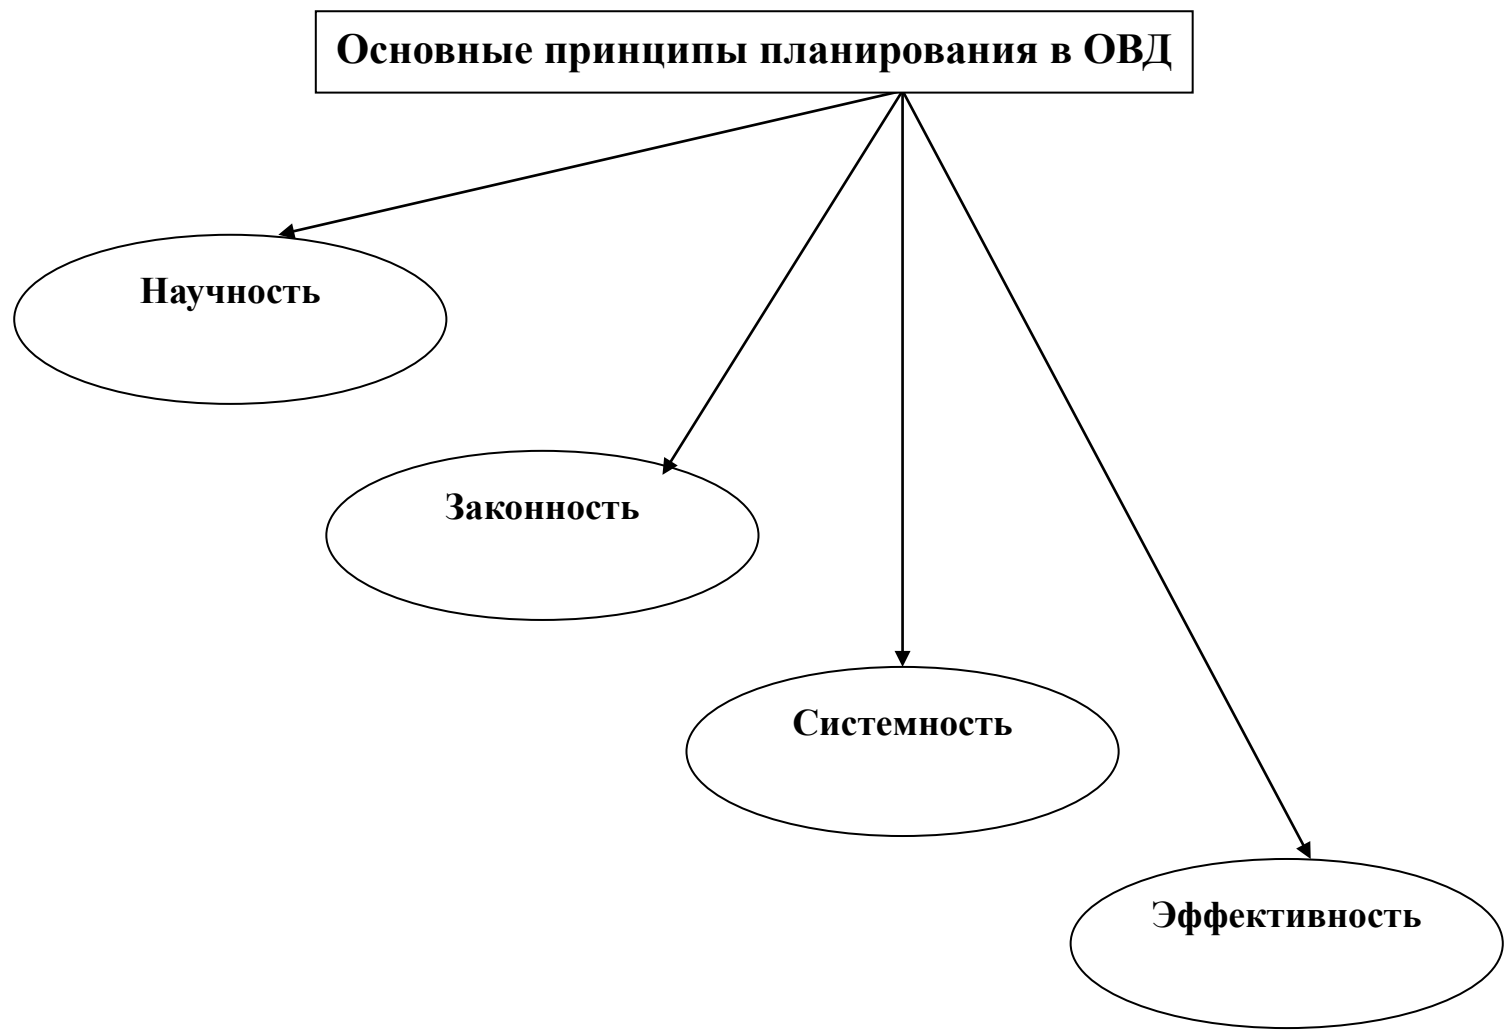 Основные принципы планирования в ОВД
Научность
Законность
Системность
Эффективность